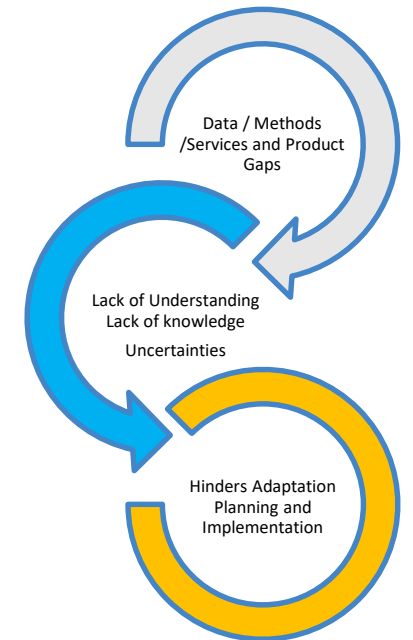 Data / Methods
/Services and Product
Gaps
Lack of Understanding
Lack of knowledge
Uncertainties
Hinders Adaptation
Planning and
Implementation